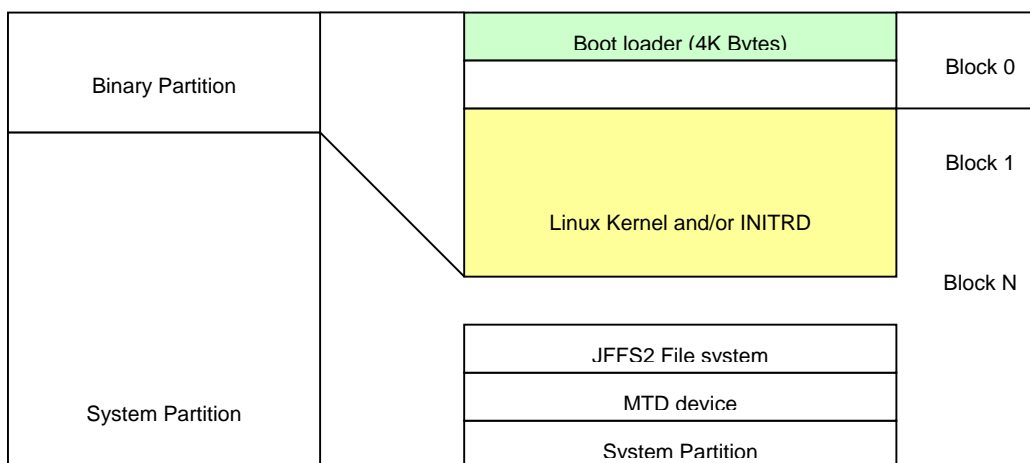 Boot loader (4K Bytes)
Block 0
Binary Partition
Block 1
Linux Kernel and/or INITRD
Block N
JFFS2 File system
MTD device
System Partition
System Partition